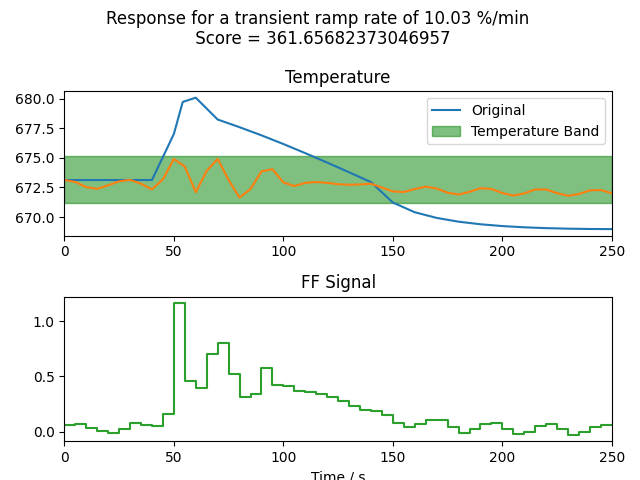 Response for a transient ramp rate of 10.03 %/min
Score = 361.65682373046957
Temperature
680.0
677.5
675.0
672.5
670.0
Original
Temperature Band
0 50 100 150 200 250
FF Signal
1.0
0.5
0.0
0 50 100 150 200 250
Time / s